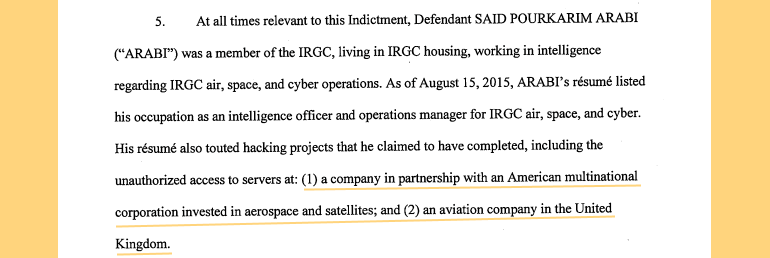 5. At all times relevant to this Indictment, Defendant SAID POURKARIM ARABI
(“ARABI”) was a member of the IRGC, living in IRGC housing, working in intelligence
regarding IRGC air, space, and cyber operations. As of August 15, 2015, ARABI’s résumé listed
his occupation as an intelligence officer and operations manager for IRGC air, space, and cyber.
His résumé also touted hacking projects that he claimed to have completed, including the
unauthorized access to servers at: (1) a company in partnership with an American multinational
corporation invested in aerospace and satellites; and (2) an aviation company in the United
Kingdom.